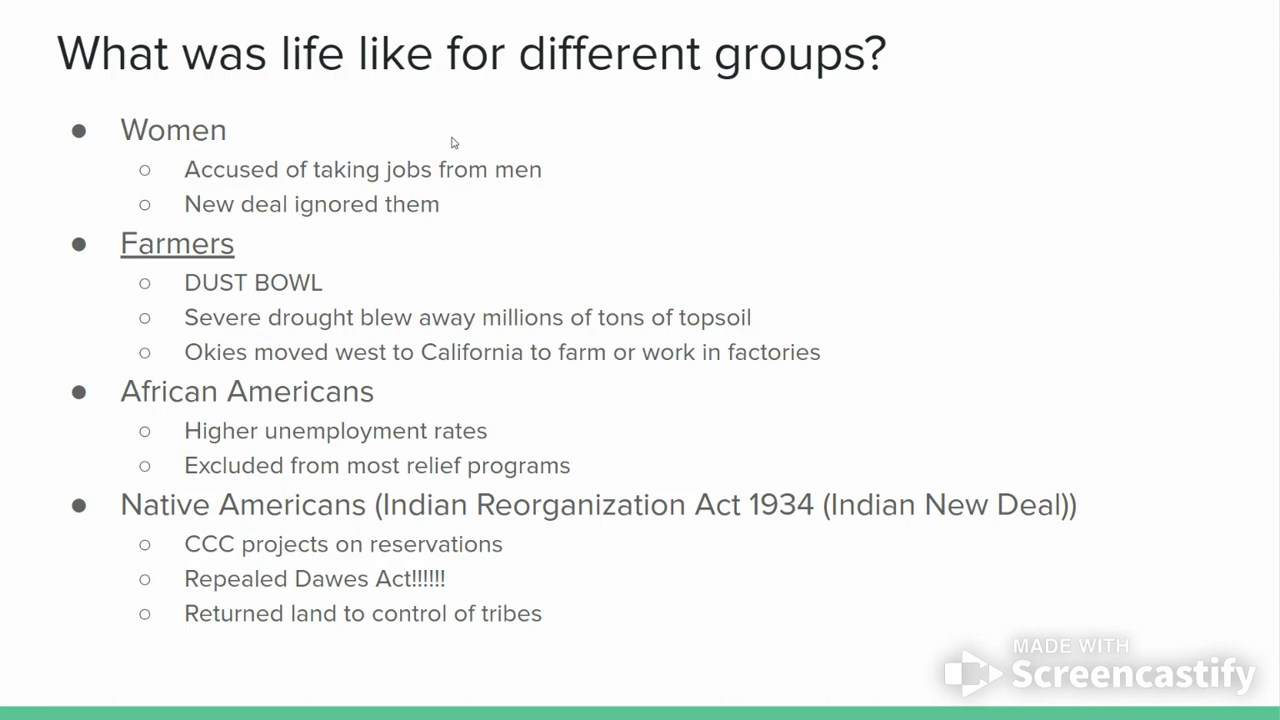 What was life like for different groups?
● Women
○ Accused of taking jobs from men
○ New deal ignored them
● Farmers
○ DUST BOWL
○ Severe drought blew away millions of tons of topsoil
○ Okies moved west to California to farm or work in factories
● African Americans
○ Higher unemployment rates
○ Excluded from most relief programs
● Native Americans (Indian Reorganization Act 1934 (Indian New Deal))
○ CCC projects on reservations
○ Repealed Dawes Act!!!!!!
○ Returned land to control of tribes
MADE WITH
Screencastify